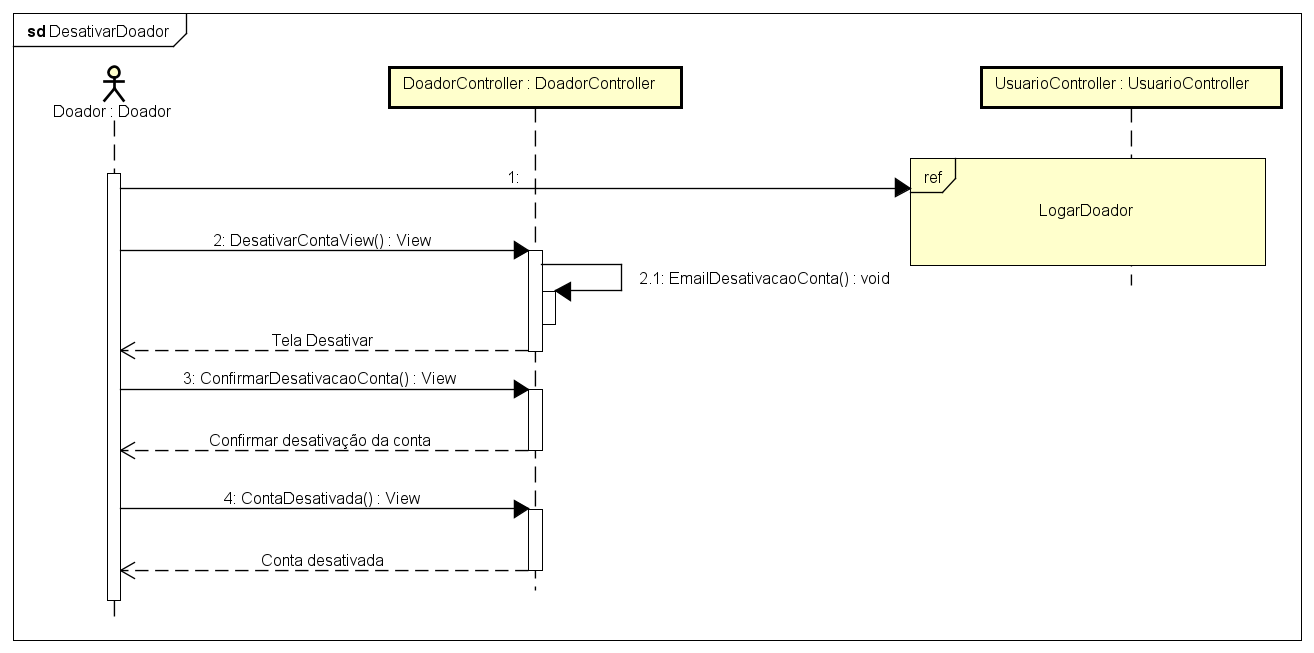 sd DesativarDoador
Doador : Doador
DoadorController : DoadorController
UsuarioController : UsuarioController
1:
ref
LogarDoador
2: DesativarContaView() : View
2.1: EmailDesativacaoConta() : void
Tela Desativar
3: ConfirmarDesativacaoConta() : View
Confirmar desativação da conta
4: ContaDesativada() : View
Conta desativada